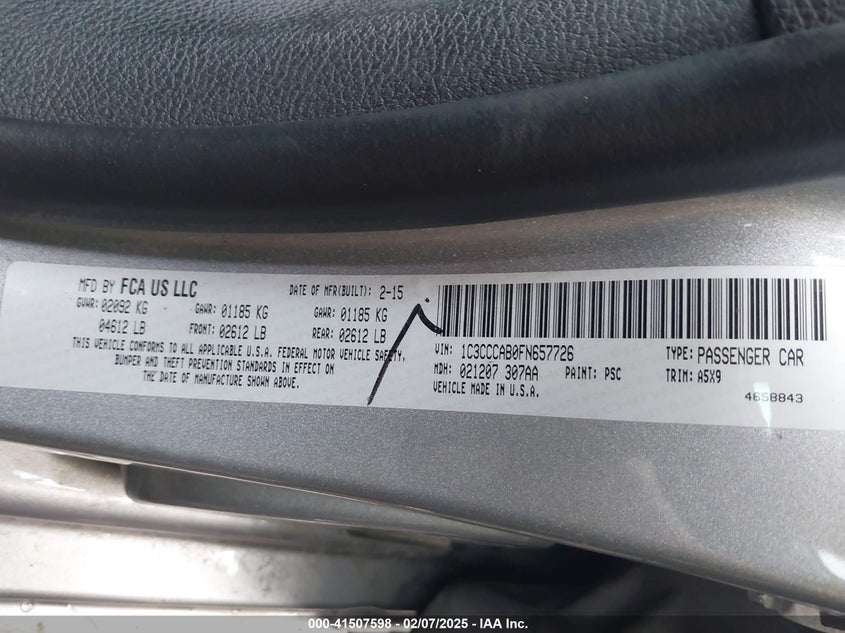 MFD BY FCA US LLC DATE OF MFR(BUILT): 2-15
GVWR: 02092 KG GAWR: 01185 KG GAWR: 01185 KG
04612 LB FRONT: 02612 LB REAR: 02612 LB
THIS VEHICLE CONFORMS TO ALL APPLICABLE U.S.A. FEDERAL MOTOR VEHICLE SAFETY,
BUMPER AND THEFT PREVENTION STANDARDS IN EFFECT ON
THE DATE OF MANUFACTURE SHOWN ABOVE.
VIN: 1C3CCCAB0FN657726 TYPE: PASSENGER CAR
MDH: 021207 307AA PAINT: PSC TRIM: A5X9
VEHICLE MADE IN U.S.A. 4658843
000-41507598 - 02/07/2025 - IAA Inc.